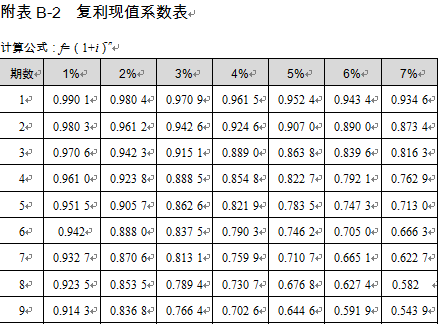 附表 B-2 复利现值系数表
计算公式：f=（1+i）⁻ⁿ
期数 1% 2% 3% 4% 5% 6% 7%
1 0.990 1 0.980 4 0.970 9 0.961 5 0.952 4 0.943 4 0.934 6
2 0.980 3 0.961 2 0.942 6 0.924 6 0.907 0 0.890 0 0.873 4
3 0.970 6 0.942 3 0.915 1 0.889 0 0.863 8 0.839 6 0.816 3
4 0.961 0 0.923 8 0.888 5 0.854 8 0.822 7 0.792 1 0.762 9
5 0.951 5 0.905 7 0.862 6 0.821 9 0.783 5 0.747 3 0.713 0
6 0.942 0.888 0 0.837 5 0.790 3 0.746 2 0.705 0 0.666 3
7 0.932 7 0.870 6 0.813 1 0.759 9 0.710 7 0.665 1 0.622 7
8 0.923 5 0.853 5 0.789 4 0.730 7 0.676 8 0.627 4 0.582
9 0.914 3 0.836 8 0.766 4 0.702 6 0.644 6 0.591 9 0.543 9